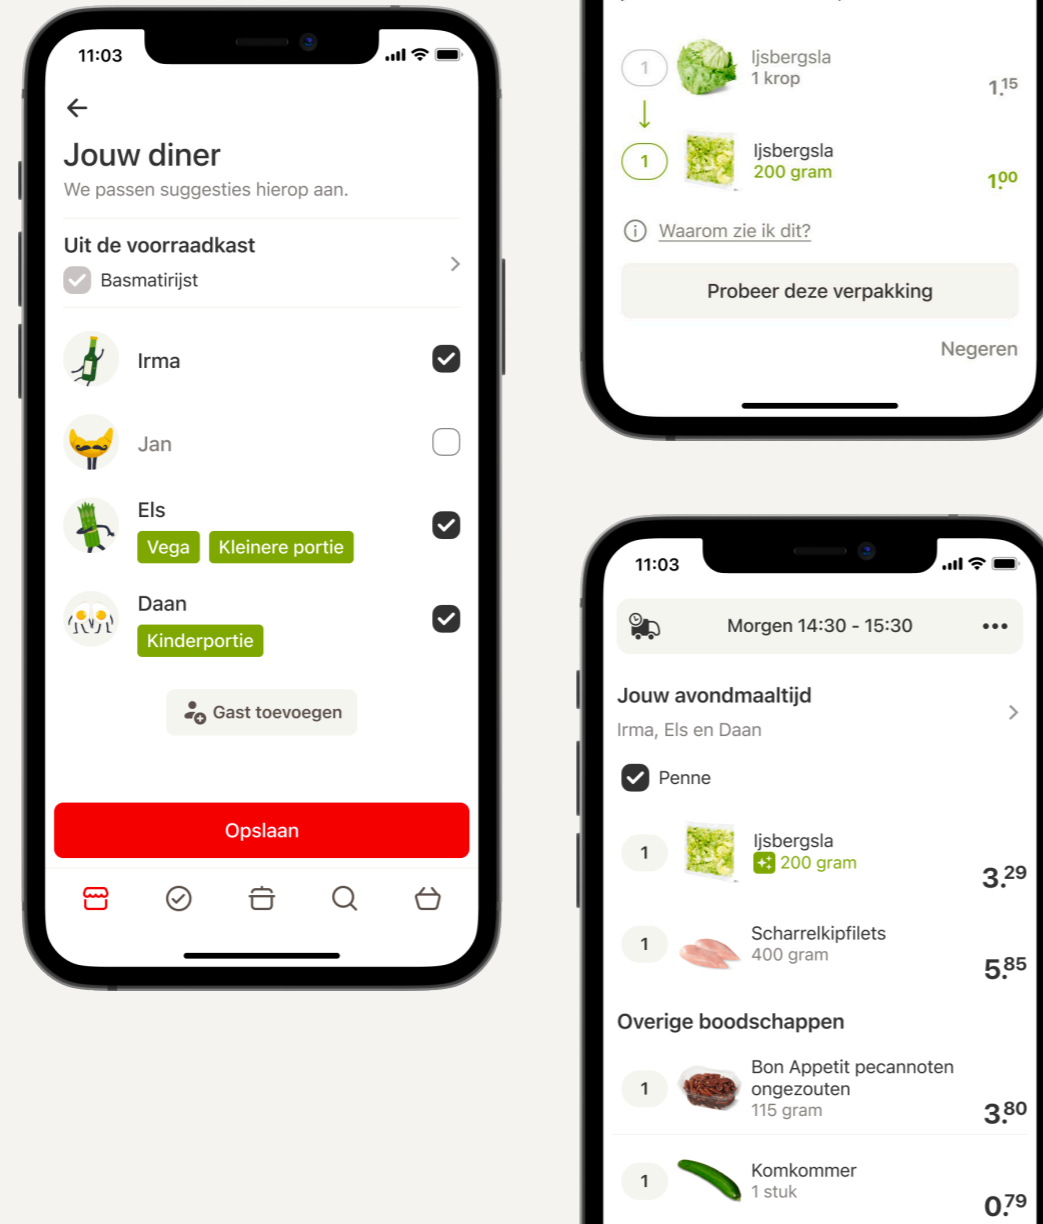 11:03
Jouw diner
We passen suggesties hierop aan.
Uit de voorraadkast
Basmatirijst
Irma
Jan
Els
Vega Kleinere portie
Daan
Kinderportie
Gast toevoegen
Opslaan
1 Ijsbergsla
1 krop
1.15
1 Ijsbergsla
200 gram
1.00
Waarom zie ik dit?
Probeer deze verpakking
Negeren
11:03
Morgen 14:30 - 15:30
Jouw avondmaaltijd
Irma, Els en Daan
Penne
1 Ijsbergsla
200 gram
3.29
1 Scharrelkipfilets
400 gram
5.85
Overige boodschappen
Bon Appetit pecannoten
1 ongezouten
115 gram
3.80
1 Komkommer
1 stuk
0.79